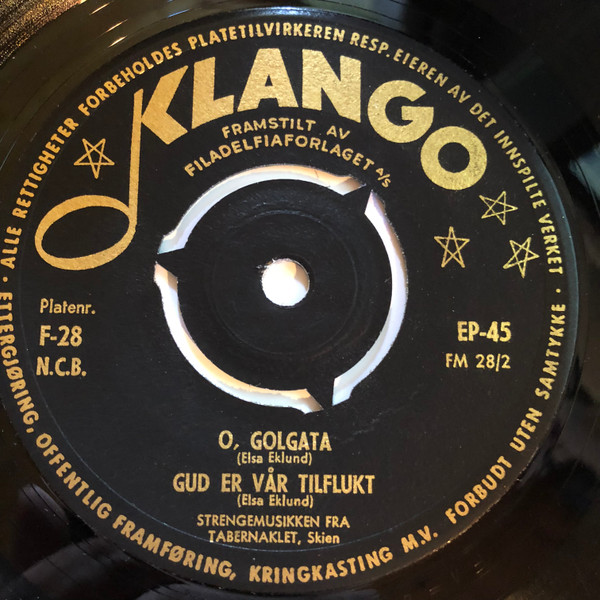 KLANGO
FRAMSTILT AV
FILADELFIAFORLAGET A/S
Platenr.
F-28
N.C.B.
EP-45
FM 28/2
O, GOLGATA
(Elsa Eklund)
GUD ER VÅR TILFLUKT
(Elsa Eklund)
STRENGEMUSIKKEN FRA
TABERNAKLET, Skien
· ALLE RETTIGHETER FORBEHOLDES PLATETILVIRKEREN RESP. EIEREN AV DET INNSPILTE VERKET · ETTERGJØRING, OFFENTLIG FRAMFØRING, KRINGKASTING M.V. FORBUDT UTEN SAMTYKKE ·